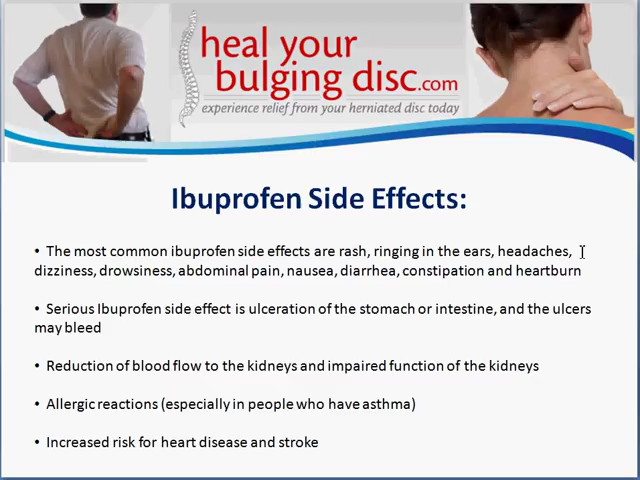 heal your
bulging disc.com
experience relief from your herniated disc today
Ibuprofen Side Effects:
• The most common ibuprofen side effects are rash, ringing in the ears, headaches,
dizziness, drowsiness, abdominal pain, nausea, diarrhea, constipation and heartburn
• Serious Ibuprofen side effect is ulceration of the stomach or intestine, and the ulcers
may bleed
• Reduction of blood flow to the kidneys and impaired function of the kidneys
• Allergic reactions (especially in people who have asthma)
• Increased risk for heart disease and stroke